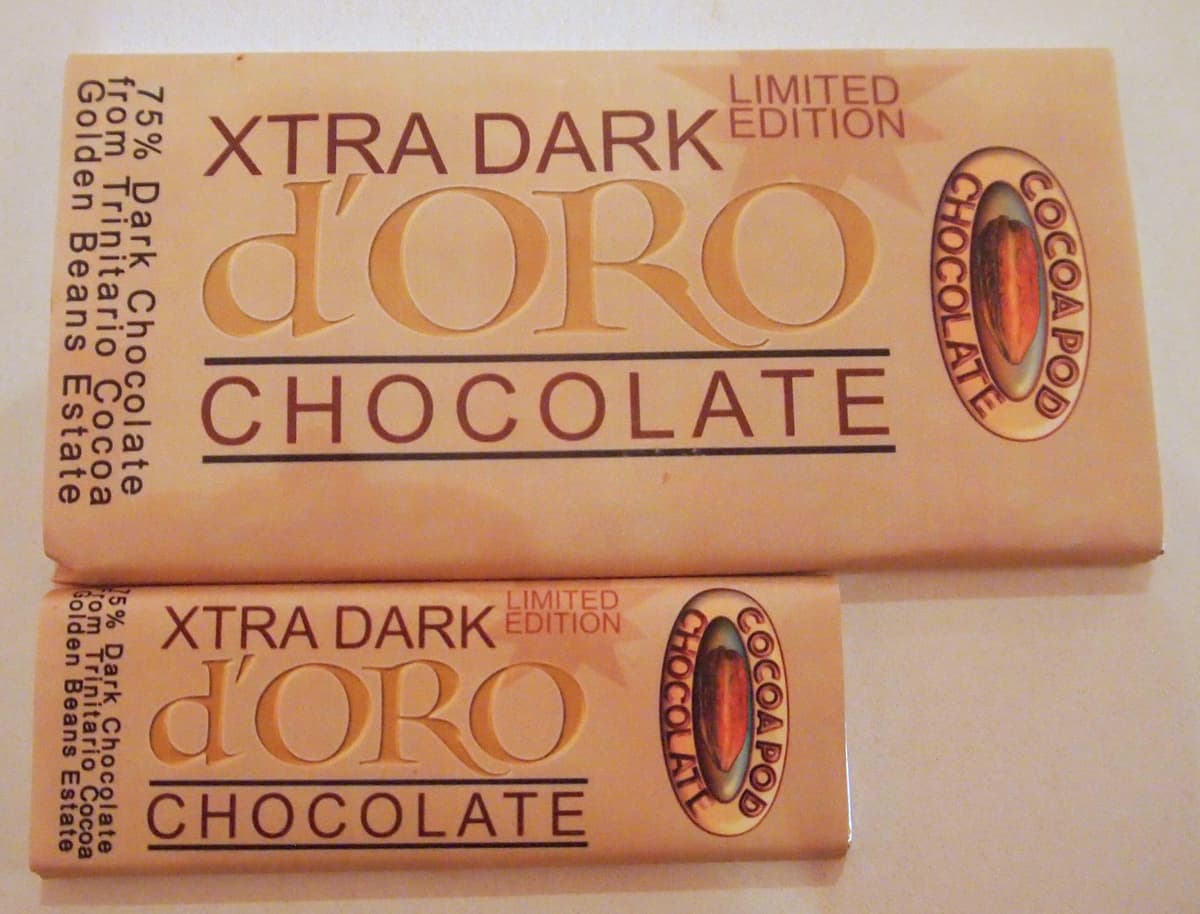 75% Dark Chocolate
from Trinitario Cocoa
Golden Beans Estate
XTRA DARK
LIMITED
EDITION
d'ORO
CHOCOLATE
COCOA POD
CHOCOLATE
75% Dark Chocolate
from Trinitario Cocoa
Golden Beans Estate
XTRA DARK
LIMITED
EDITION
d'ORO
CHOCOLATE
COCOA POD
CHOCOLATE